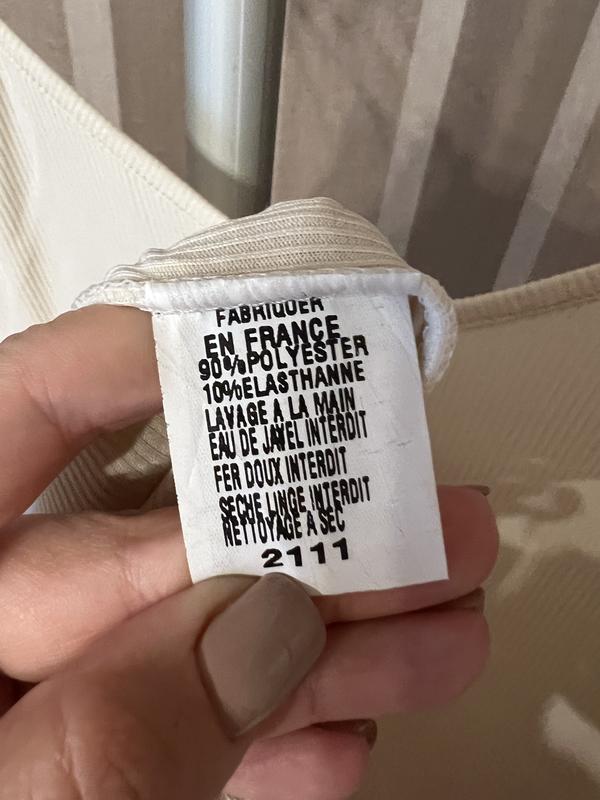 FABRIQUER
EN FRANCE
90%POLYESTER
10%ELASTHANNE
LAVAGE A LA MAIN
EAU DE JAVEL INTERDIT
FER DOUX INTERDIT
SECHE LINGE INTERDIT
NETTOYAGE A SEC
2111